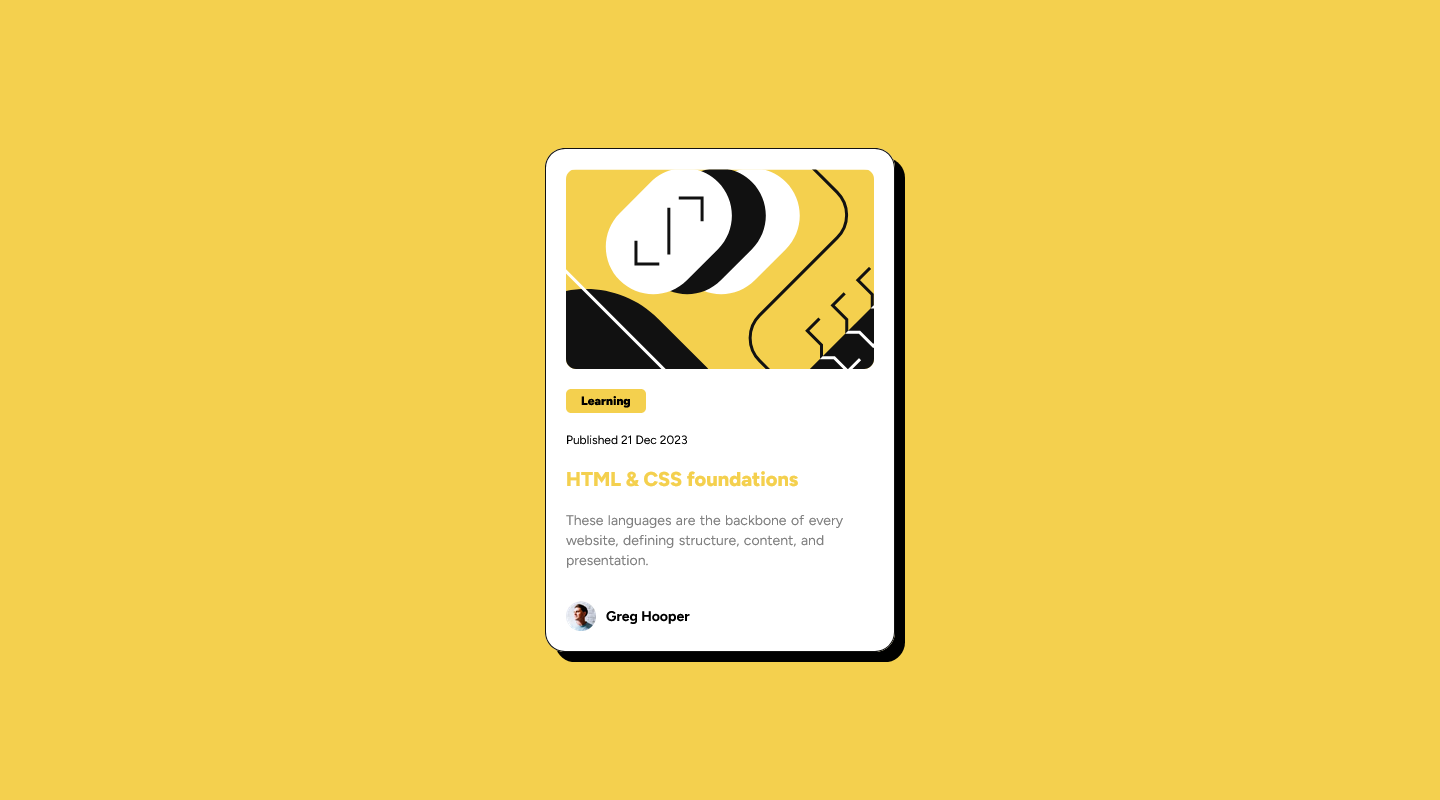 Learning
Published 21 Dec 2023
HTML & CSS foundations
These languages are the backbone of every
website, defining structure, content, and
presentation.
Greg Hooper